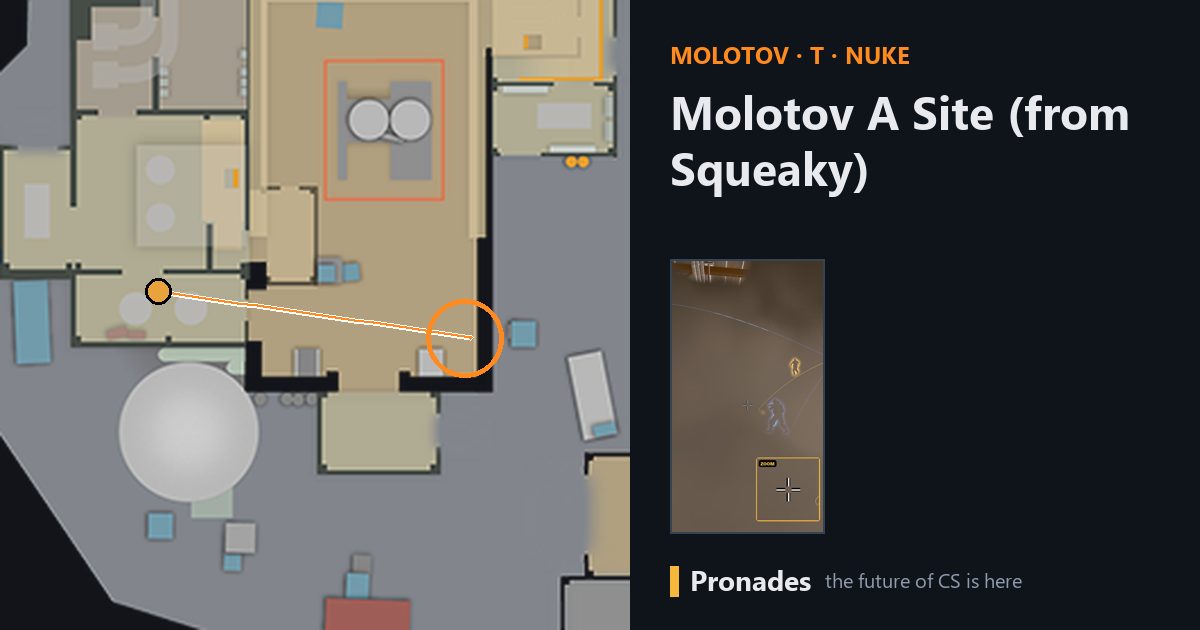 MOLOTOV · T · NUKE
Molotov A Site (from
Squeaky)
ZOOM
Pronades the future of CS is here